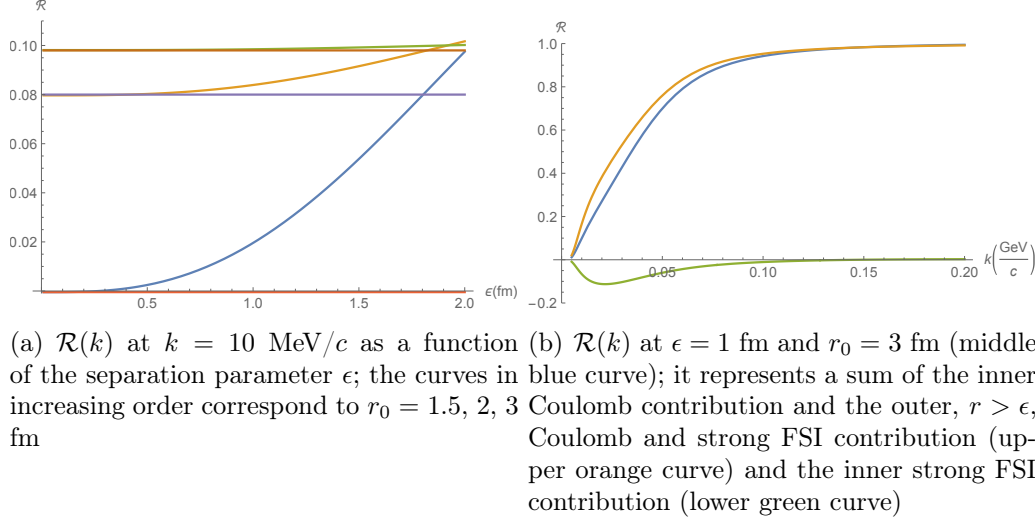 ℛ
0.10
0.08
0.06
0.04
0.02
0.5
1.0
1.5
2.0
ϵ(fm)
ℛ
1.0
0.8
0.6
0.4
0.2
-0.2
0.05
0.10
0.15
0.20
k(GeV/c)
(a) ℛ(k) at k = 10 MeV/c as a function
of the separation parameter ϵ; the curves in
increasing order correspond to r₀ = 1.5, 2, 3
fm
(b) ℛ(k) at ϵ = 1 fm and r₀ = 3 fm (middle
blue curve); it represents a sum of the inner
Coulomb contribution and the outer, r > ϵ,
Coulomb and strong FSI contribution (up-
per orange curve) and the inner strong FSI
contribution (lower green curve)